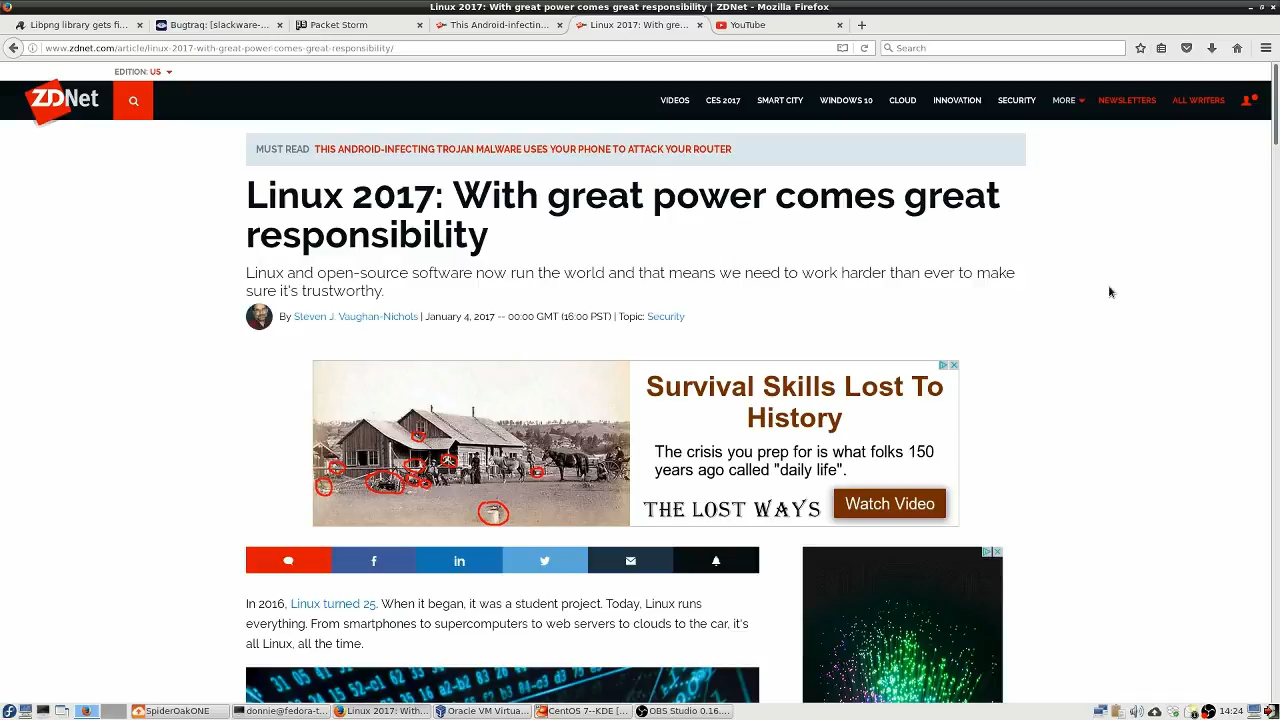 Linux 2017: With great power comes great responsibility | ZDNet - Mozilla Firefox
Libpng library gets fi...
Bugtraq: [slackware-...
Packet Storm
This Android-infectin...
Linux 2017: With gre...
YouTube
www.zdnet.com/article/linux-2017-with-great-power-comes-great-responsibility/
Search
EDITION: US
ZDNet
VIDEOS
CES 2017
SMART CITY
WINDOWS 10
CLOUD
INNOVATION
SECURITY
MORE
NEWSLETTERS
ALL WRITERS
MUST READ THIS ANDROID-INFECTING TROJAN MALWARE USES YOUR PHONE TO ATTACK YOUR ROUTER
Linux 2017: With great power comes great
responsibility
Linux and open-source software now run the world and that means we need to work harder than ever to make
sure it's trustworthy.
By Steven J. Vaughan-Nichols | January 4, 2017 -- 00:00 GMT (16:00 PST) | Topic: Security
Survival Skills Lost To
History
The crisis you prep for is what folks 150
years ago called "daily life".
THE LOST WAYS
Watch Video
In 2016, Linux turned 25. When it began, it was a student project. Today, Linux runs
everything. From smartphones to supercomputers to web servers to clouds to the car, it's
all Linux, all the time.
SpiderOakONE
donnie@fedora-t...
Linux 2017: With...
Oracle VM Virtua...
CentOS 7--KDE [...
OBS Studio 0.16....
14:24